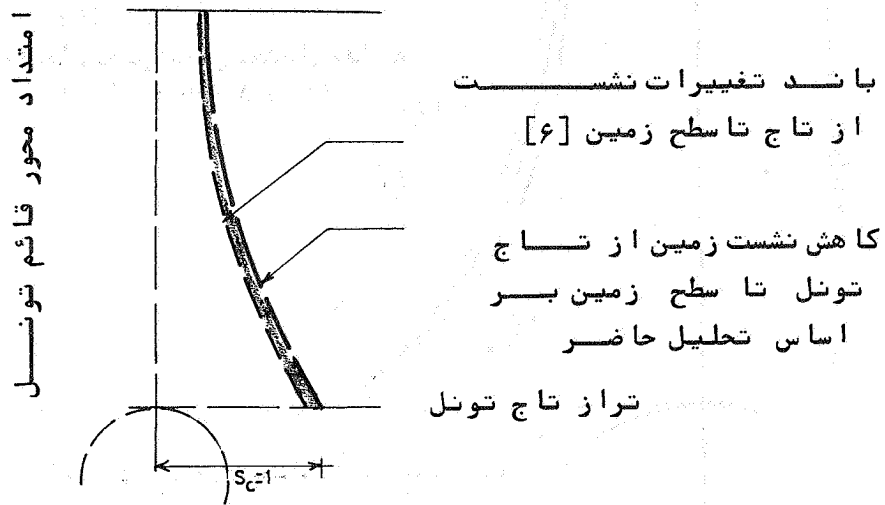 امتداد محور قائم تونل
باند تغییرات نشست
از تاج تا سطح زمین [۶]
کاهش نشست زمین از تاج
تونل تا سطح زمین بر
اساس تحلیل حاضر
تراز تاج تونل
Sc=1